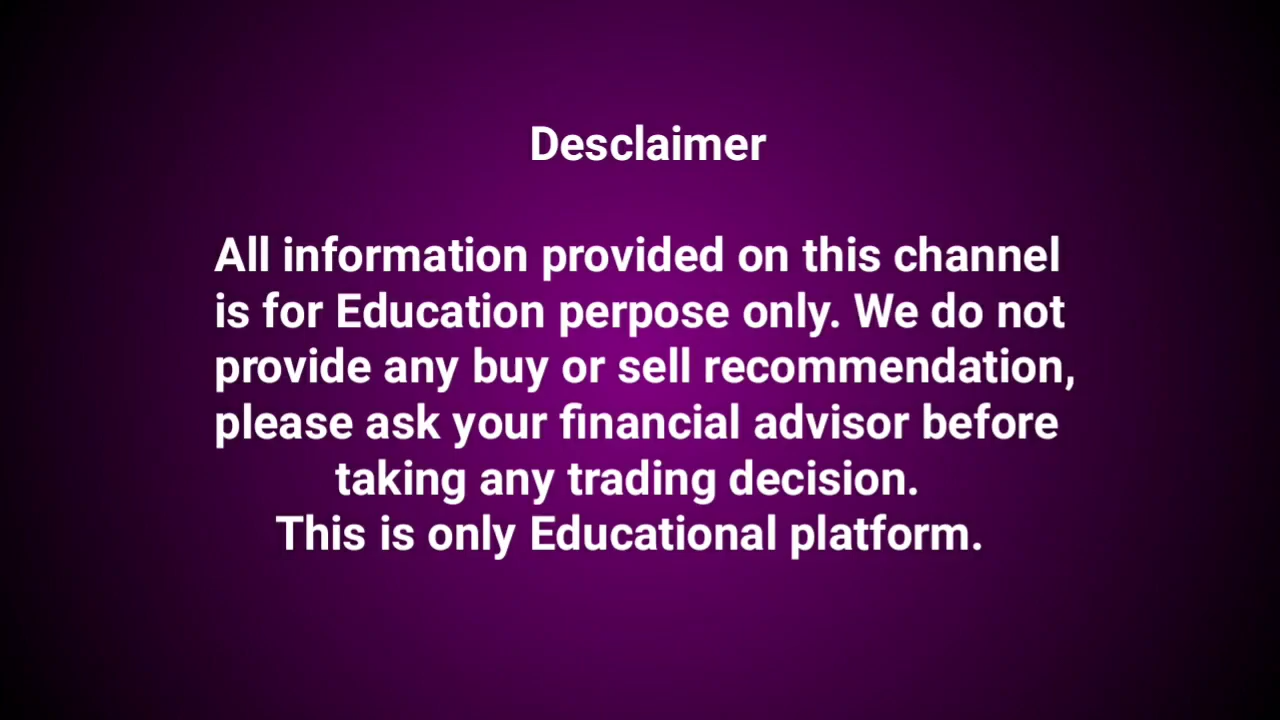 Desclaimer
All information provided on this channel
is for Education perpose only. We do not
provide any buy or sell recommendation,
please ask your financial advisor before
taking any trading decision.
This is only Educational platform.